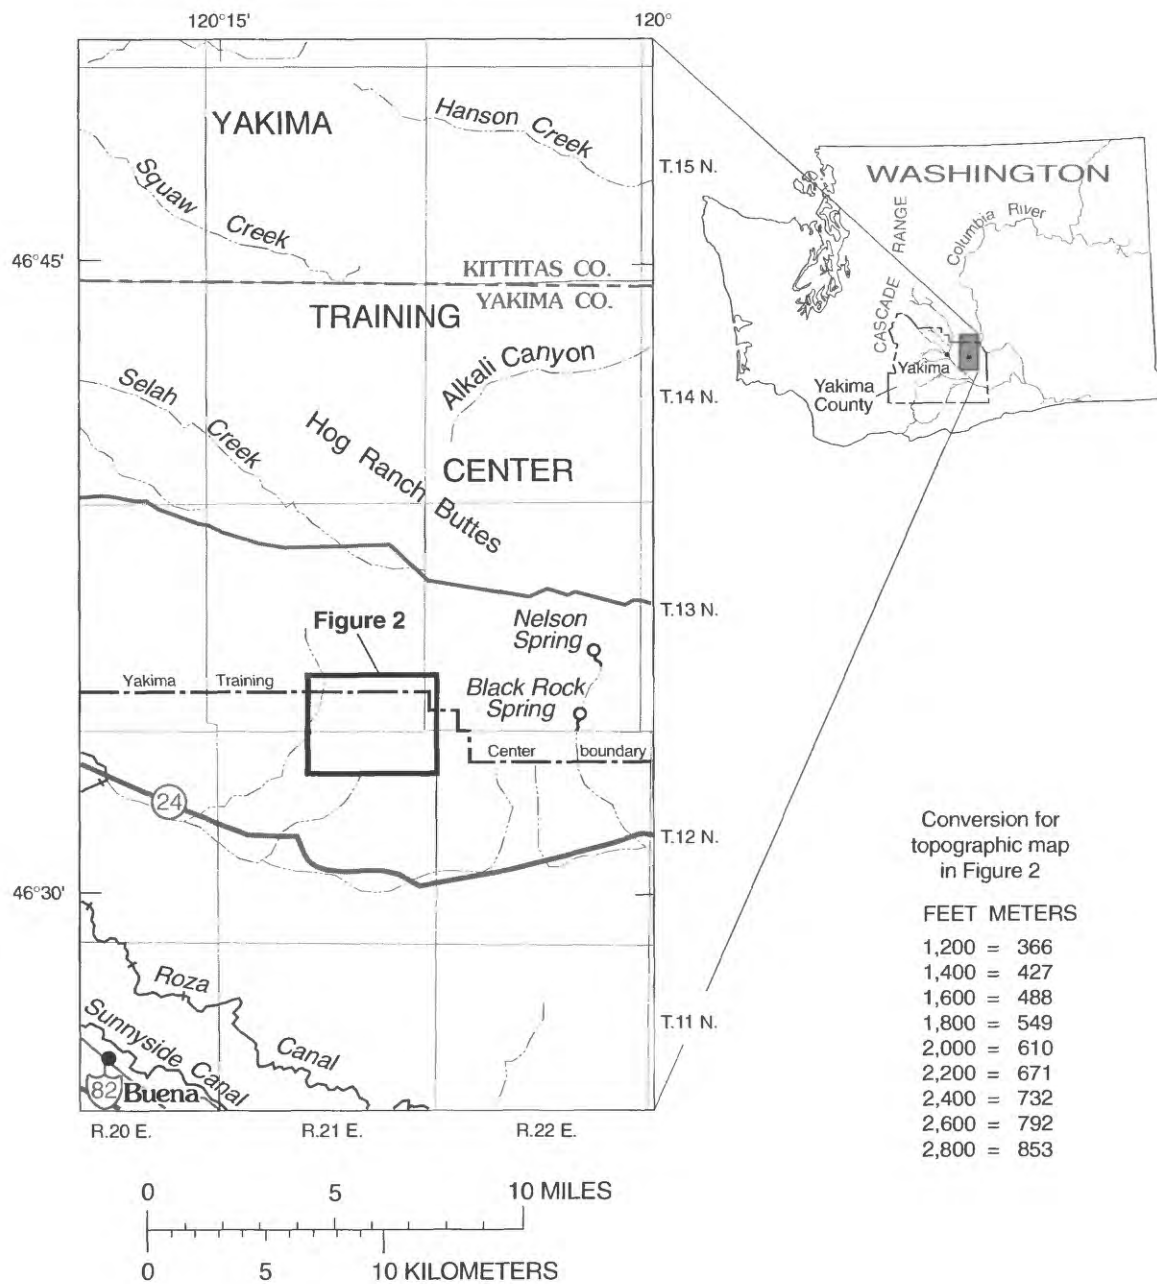 120°15'
120°
YAKIMA
Hanson Creek
T.15 N.
Squaw Creek
46°45'
KITTITAS CO.
YAKIMA CO.
TRAINING
Alkali Canyon
T.14 N.
Selah Creek
Hog Ranch Buttes
CENTER
Figure 2
Nelson
Spring
T.13 N.
Yakima Training
Black Rock
Spring
Center boundary
24
T.12 N.
46°30'
Roza Canal
Sunnyside Canal
T.11 N.
82
Buena
R.20 E.
R.21 E.
R.22 E.
0 5 10 MILES
0 5 10 KILOMETERS
WASHINGTON
CASCADE RANGE
Columbia River
Yakima
Yakima
County
Conversion for
topographic map
in Figure 2
FEET METERS
1,200 = 366
1,400 = 427
1,600 = 488
1,800 = 549
2,000 = 610
2,200 = 671
2,400 = 732
2,600 = 792
2,800 = 853